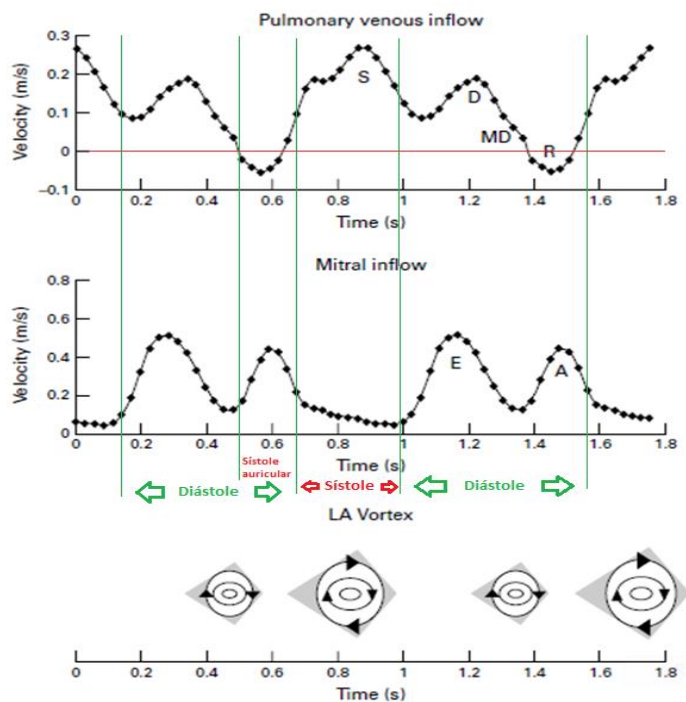 Pulmonary venous inflow
Velocity (m/s)
0.3
0.2
0.1
0
−0.1
S
D
MD
R
0 0.2 0.4 0.6 0.8 1 1.2 1.4 1.6 1.8
Time (s)
Mitral inflow
Velocity (m/s)
0.8
0.6
0.4
0.2
0
E
A
0 0.2 0.4 0.6 0.8 1 1.2 1.4 1.6 1.8
Time (s)
Sístole
auricular
Diástole Sístole Diástole
LA Vortex
0 0.2 0.4 0.6 0.8 1 1.2 1.4 1.6 1.8
Time (s)